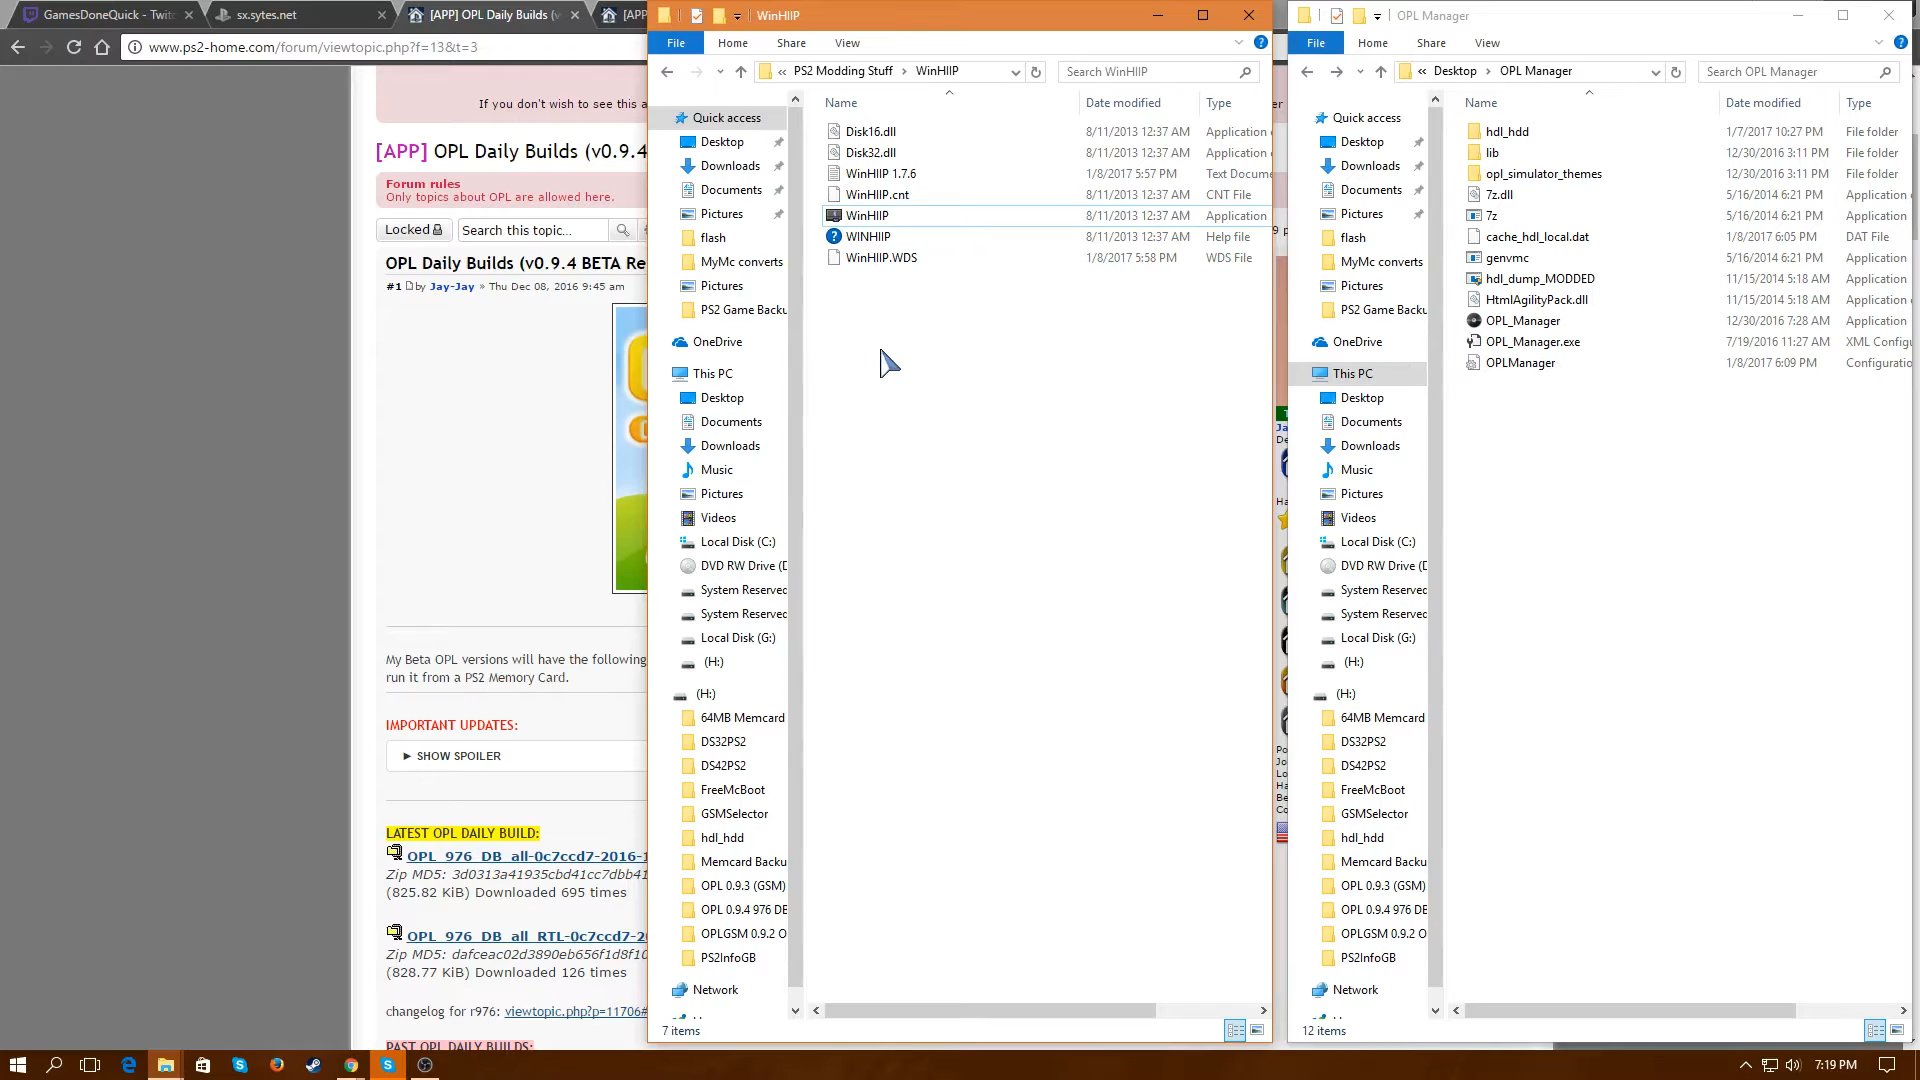 GamesDoneQuick - Twitc
sx.sytes.net
[APP] OPL Daily Builds (v
[APP
www.ps2-home.com/forum/viewtopic.php?f=13&t=3
If you don't wish to see this a
[APP] OPL Daily Builds (v0.9.4
Forum rules
Only topics about OPL are allowed here.
Locked
Search this topic...
OPL Daily Builds (v0.9.4 BETA Re
#1 by Jay-Jay » Thu Dec 08, 2016 9:45 am
My Beta OPL versions will have the following
run it from a PS2 Memory Card.
IMPORTANT UPDATES:
► SHOW SPOILER
LATEST OPL DAILY BUILD:
OPL_976_DB_all-0c7ccd7-2016-1
Zip MD5: 3d0313a41935cbd41cc7dbb41
(825.82 KiB) Downloaded 695 times
OPL_976_DB_all_RTL-0c7ccd7-2
Zip MD5: dafceac02d3890eb656f1d8f10
(828.77 KiB) Downloaded 126 times
changelog for r976: viewtopic.php?p=11706#
PAST OPL DAILY BUILDS:
WinHIIP
File Home Share View
« PS2 Modding Stuff › WinHIIP
Search WinHIIP
Name Date modified Type
Disk16.dll 8/11/2013 12:37 AM Application
Disk32.dll 8/11/2013 12:37 AM Application
WinHIIP 1.7.6 1/8/2017 5:57 PM Text Docume
WinHIIP.cnt 8/11/2013 12:37 AM CNT File
WinHIIP 8/11/2013 12:37 AM Application
WINHIIP 8/11/2013 12:37 AM Help file
WinHIIP.WDS 1/8/2017 5:58 PM WDS File
Quick access
Desktop
Downloads
Documents
Pictures
flash
MyMc converts
Pictures
PS2 Game Backu
OneDrive
This PC
Desktop
Documents
Downloads
Music
Pictures
Videos
Local Disk (C:)
DVD RW Drive (D
System Reserved
System Reserved
Local Disk (G:)
(H:)
(H:)
64MB Memcard
DS32PS2
DS42PS2
FreeMcBoot
GSMSelector
hdl_hdd
Memcard Backu
OPL 0.9.3 (GSM)
OPL 0.9.4 976 DE
OPLGSM 0.9.2 O
PS2InfoGB
Network
7 items
OPL Manager
File Home Share View
« Desktop › OPL Manager
Search OPL Manager
Name Date modified Type
hdl_hdd 1/7/2017 10:27 PM File folder
lib 12/30/2016 3:11 PM File folder
opl_simulator_themes 12/30/2016 3:11 PM File folder
7z.dll 5/16/2014 6:21 PM Application
7z 5/16/2014 6:21 PM Application
cache_hdl_local.dat 1/8/2017 6:05 PM DAT File
genvmc 5/16/2014 6:21 PM Application
hdl_dump_MODDED 11/15/2014 5:18 AM Application
HtmlAgilityPack.dll 11/15/2014 5:18 AM Application
OPL_Manager 12/30/2016 7:28 AM Application
OPL_Manager.exe 7/19/2016 11:27 AM XML Configu
OPLManager 1/8/2017 6:09 PM Configuratio
Quick access
Desktop
Downloads
Documents
Pictures
flash
MyMc converts
Pictures
PS2 Game Backu
OneDrive
This PC
Desktop
Documents
Downloads
Music
Pictures
Videos
Local Disk (C:)
DVD RW Drive (D
System Reserved
System Reserved
Local Disk (G:)
(H:)
(H:)
64MB Memcard
DS32PS2
DS42PS2
FreeMcBoot
GSMSelector
hdl_hdd
Memcard Backu
OPL 0.9.3 (GSM)
OPL 0.9.4 976 DE
OPLGSM 0.9.2 O
PS2InfoGB
Network
12 items
7:19 PM